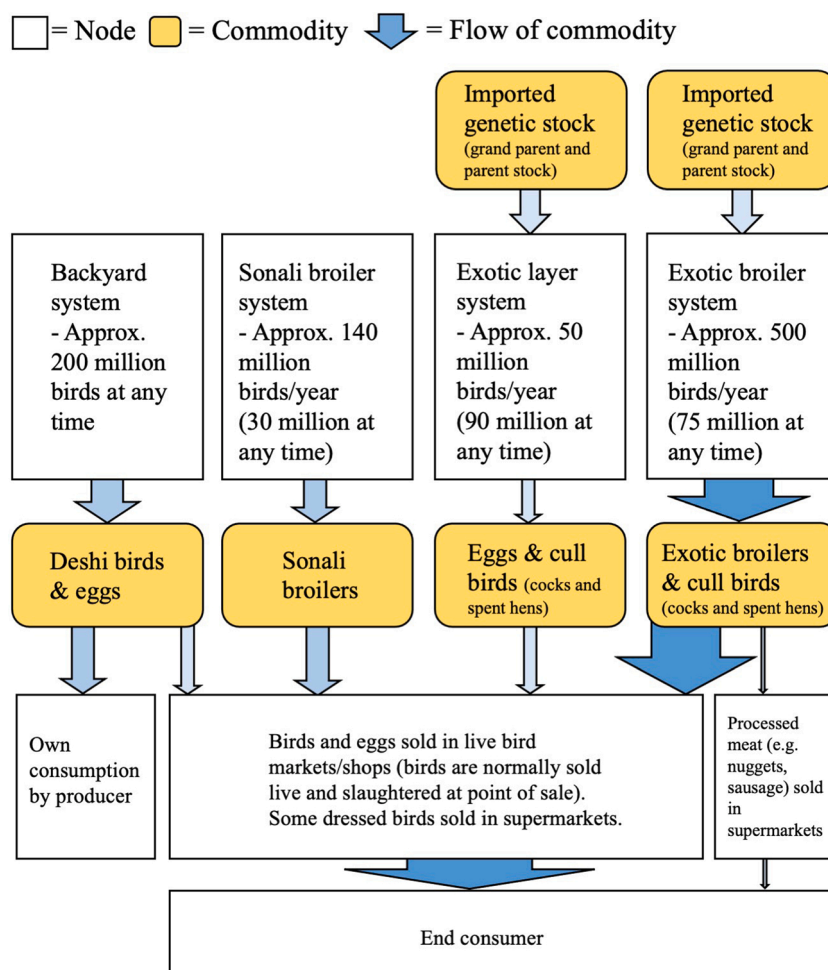 = Node = Commodity = Flow of commodity
Imported
genetic stock
(grand parent and
parent stock)
Imported
genetic stock
(grand parent and
parent stock)
Backyard
system
- Approx.
200 million
birds at any
time
Sonali broiler
system
- Approx. 140
million
birds/year
(30 million at
any time)
Exotic layer
system
- Approx. 50
million
birds/year
(90 million at
any time)
Exotic broiler
system
- Approx. 500
million
birds/year
(75 million at
any time)
Deshi birds
& eggs
Sonali
broilers
Eggs & cull
birds (cocks and
spent hens)
Exotic broilers
& cull birds
(cocks and spent hens)
Own
consumption
by producer
Birds and eggs sold in live bird
markets/shops (birds are normally sold
live and slaughtered at point of sale).
Some dressed birds sold in supermarkets.
Processed
meat (e.g.
nuggets,
sausage) sold
in
supermarkets
End consumer